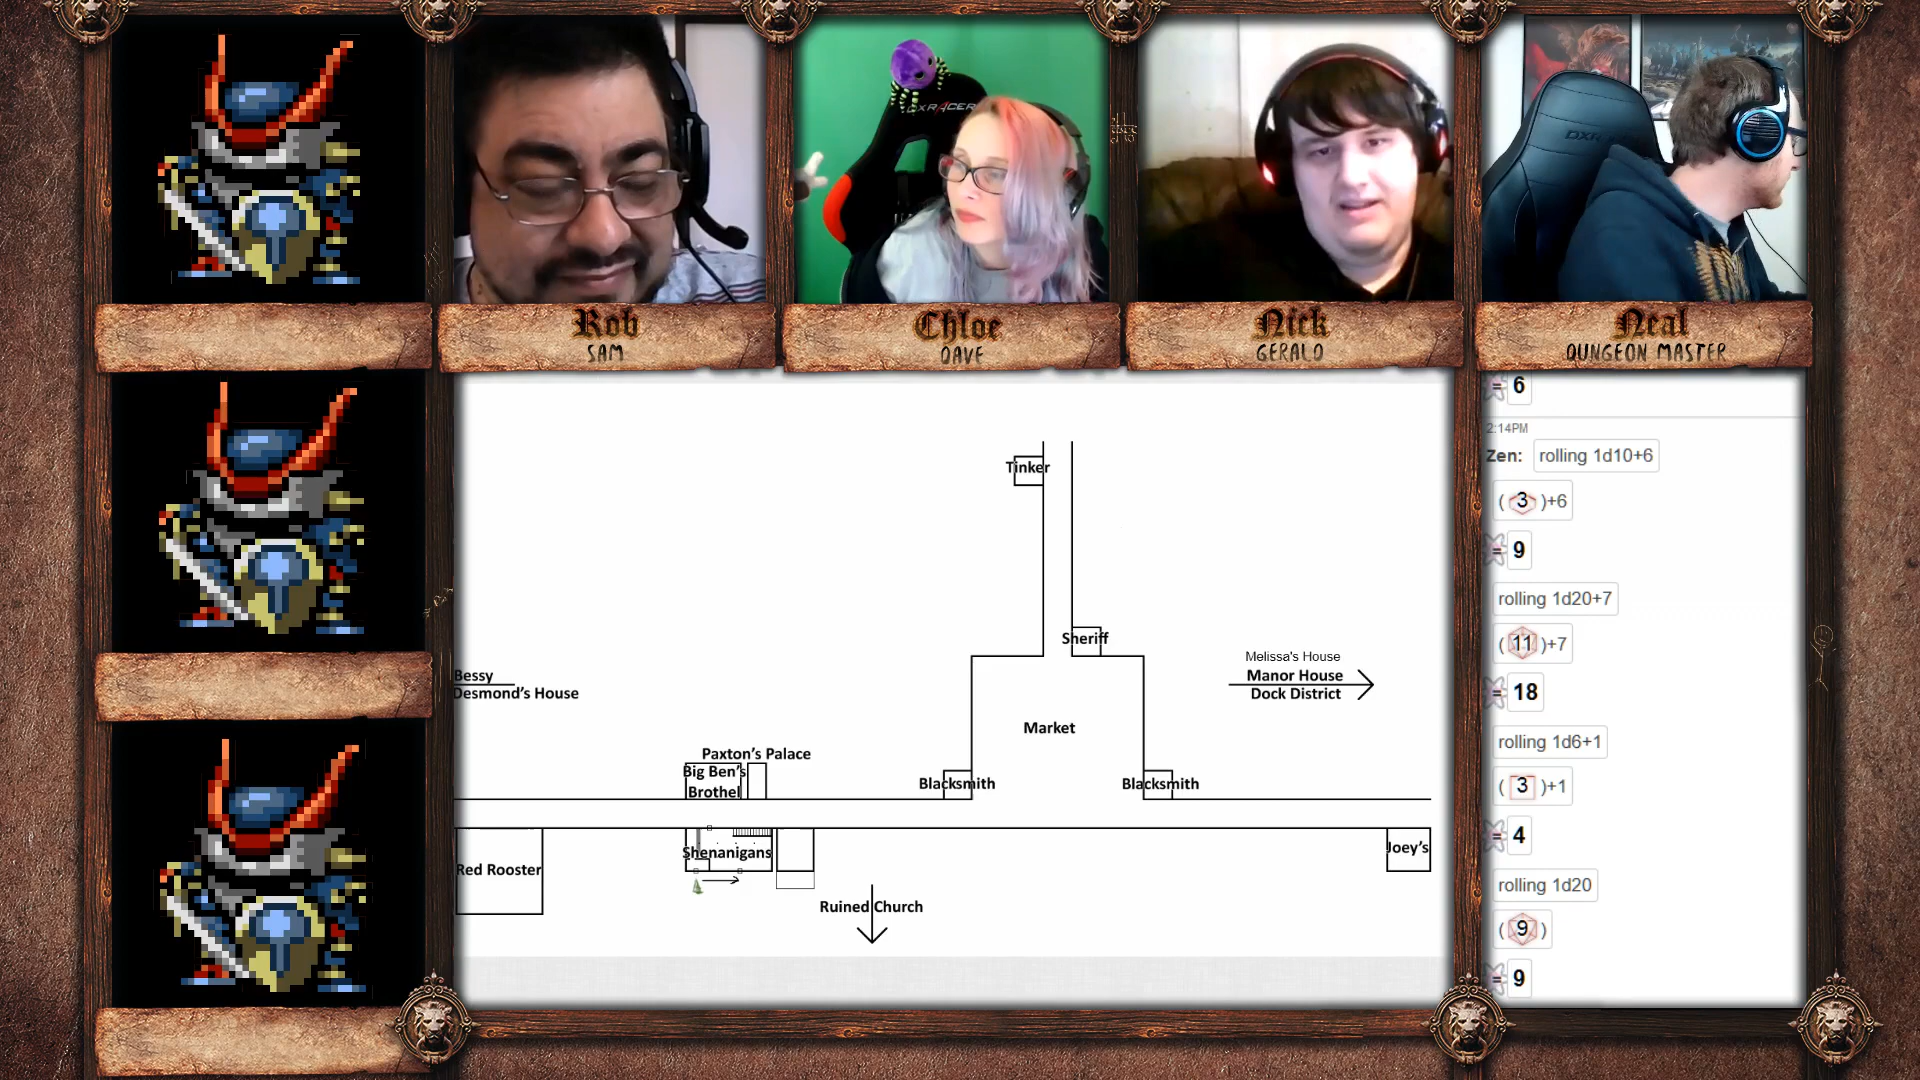 DXRACER
Rob
SAM
Chloe
DAVE
Nick
GERALD
Neal
DUNGEON MASTER
Tinker
Sheriff
Bessy
Desmond's House
Melissa's House
Manor House
Dock District
Market
Paxton's Palace
Big Ben's
Brothel
Blacksmith
Blacksmith
Red Rooster
Shenanigans
Joey's
Ruined Church
= 6
2:14PM
Zen: rolling 1d10+6
(3)+6
= 9
rolling 1d20+7
(11)+7
= 18
rolling 1d6+1
(3)+1
= 4
rolling 1d20
(9)
= 9